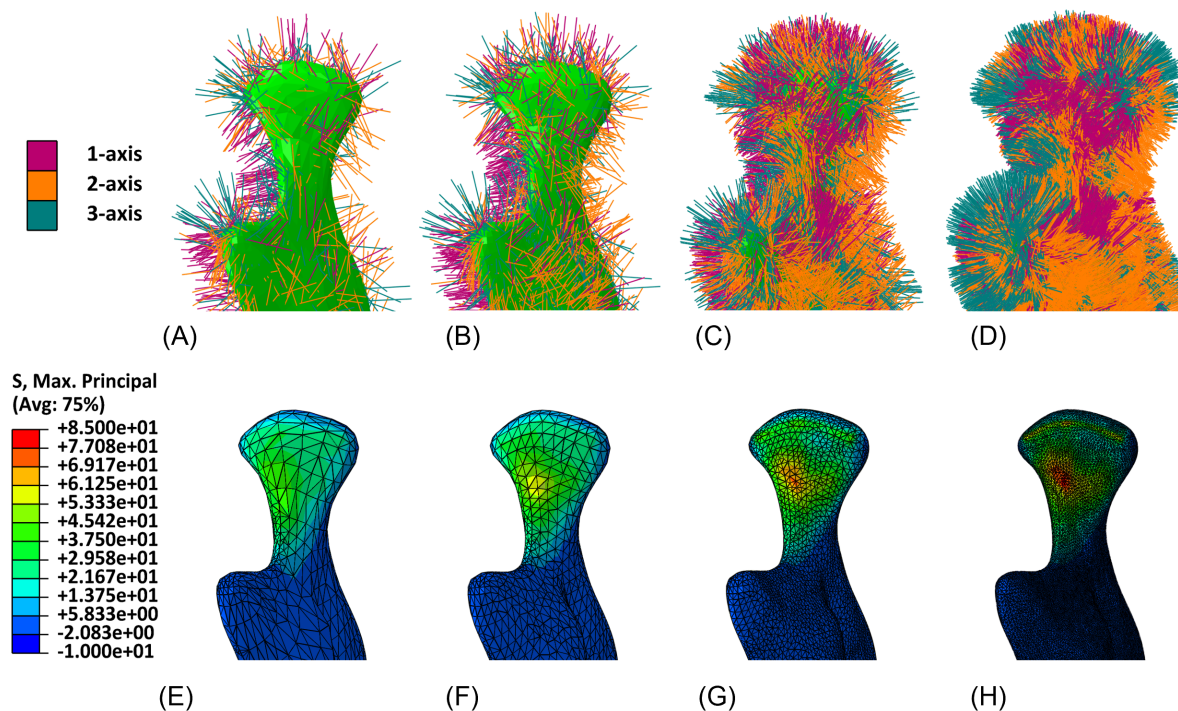 1-axis
2-axis
3-axis
(A)
(B)
(C)
(D)
S, Max. Principal
(Avg: 75%)
+8.500e+01
+7.708e+01
+6.917e+01
+6.125e+01
+5.333e+01
+4.542e+01
+3.750e+01
+2.958e+01
+2.167e+01
+1.375e+01
+5.833e+00
-2.083e+00
-1.000e+01
(E)
(F)
(G)
(H)